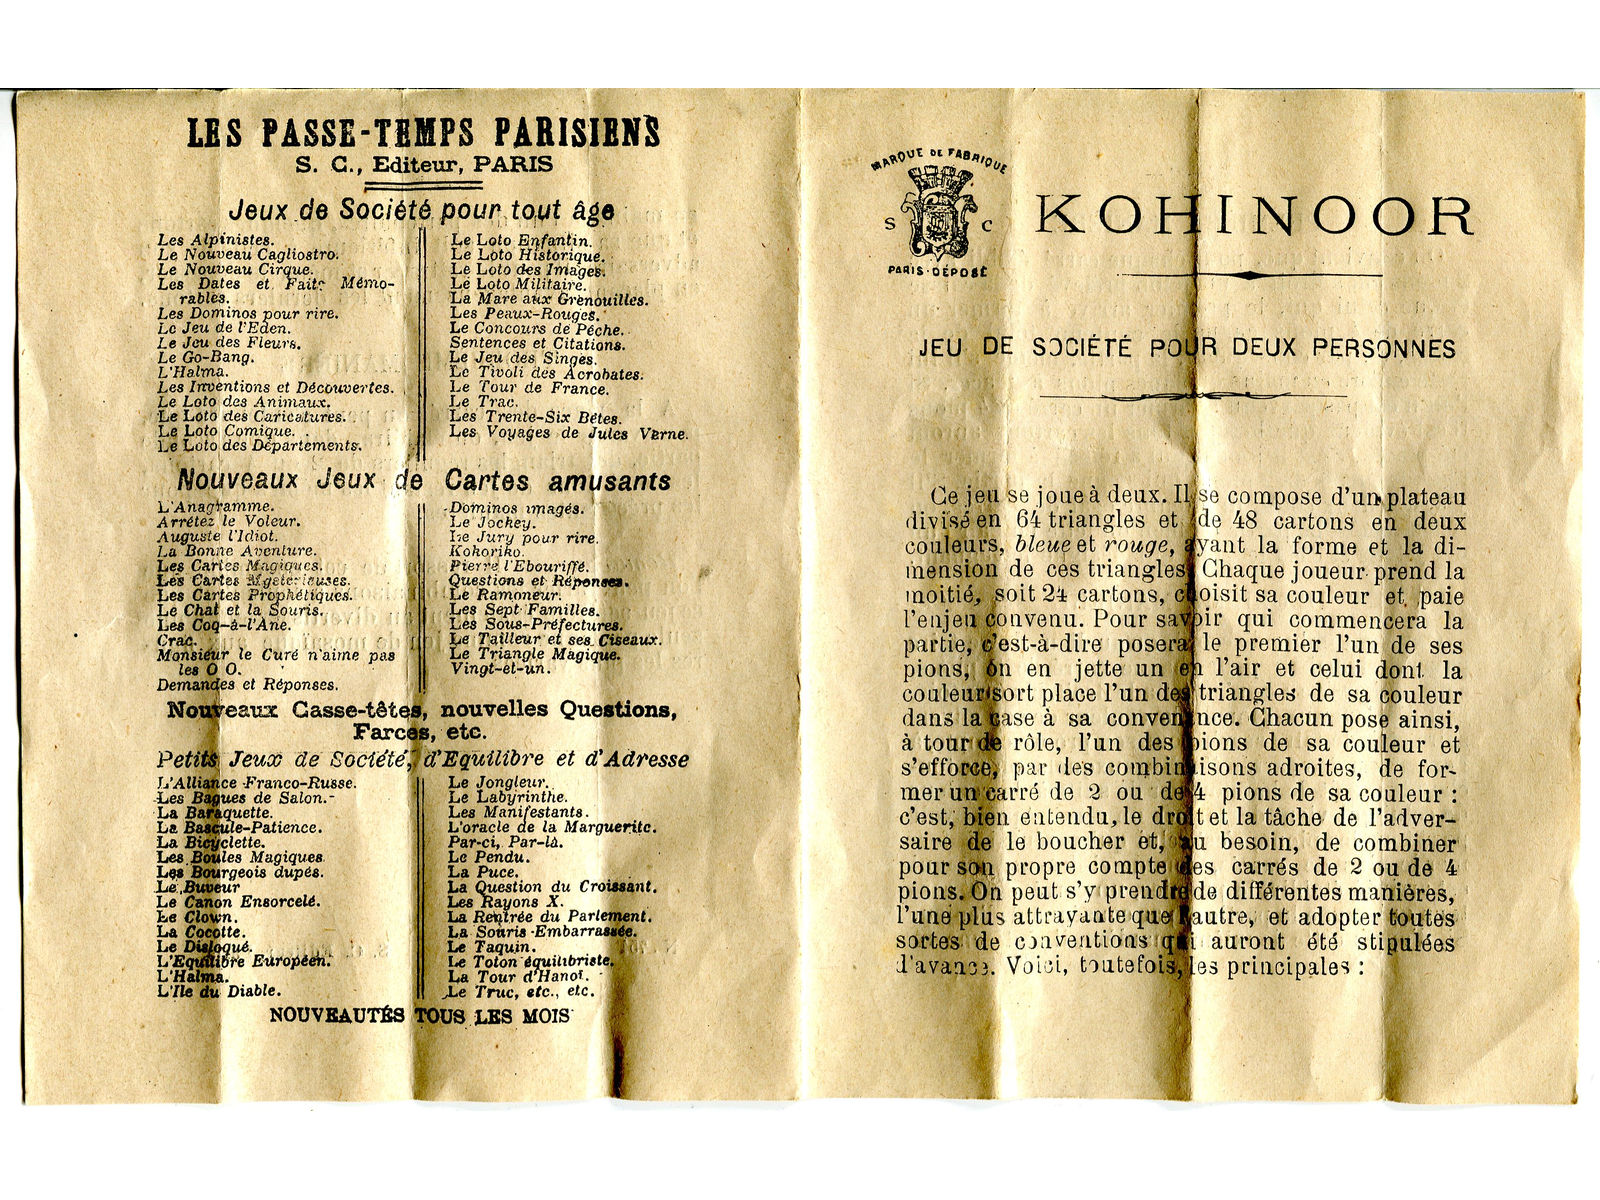 LES PASSE-TEMPS PARISIENS
S. C., Editeur, PARIS
Jeux de Société pour tout âge
Les Alpinistes.
Le Nouveau Cagliostro.
Le Nouveau Cirque.
Les Dates et Faits Mémo-
rables.
Les Dominos pour rire.
Le Jeu de l'Eden.
Le Jeu des Fleurs.
Le Go-Bang.
L'Halma.
Les Inventions et Découvertes.
Le Loto des Animaux.
Le Loto des Caricatures.
Le Loto Comique.
Le Loto des Départements.
Le Loto Enfantin.
Le Loto Historique.
Le Loto des Images.
Le Loto Militaire.
La Mare aux Grenouilles.
Les Peaux-Rouges.
Le Concours de Pêche.
Sentences et Citations.
Le Jeu des Singes.
Le Tivoli des Acrobates.
Le Tour de France.
Le Trac.
Les Trente-Six Bêtes.
Les Voyages de Jules Verne.
Nouveaux Jeux de Cartes amusants
L'Anagramme.
Arrêtez le Voleur.
Auguste l'Idiot.
La Bonne Aventure.
Les Cartes Magiques.
Les Cartes Mystérieuses.
Les Cartes Prophétiques.
Le Chat et la Souris.
Les Coq-à-l'Ane.
Crac.
Monsieur le Curé n'aime pas
les O O.
Demandes et Réponses.
Dominos imagés.
Le Jockey.
Le Jury pour rire.
Kokoriko.
Pierre l'Ebouriffé.
Questions et Réponses.
Le Ramoneur.
Les Sept Familles.
Les Sous-Préfectures.
Le Tailleur et ses Ciseaux.
Le Triangle Magique.
Vingt-et-un.
Nouveaux Casse-têtes, nouvelles Questions,
Farces, etc.
Petits Jeux de Société, d'Equilibre et d'Adresse
L'Alliance Franco-Russe.
Les Bagues de Salon.
La Baraquette.
La Bascule-Patience.
La Bicyclette.
Les Boules Magiques
Les Bourgeois dupés.
Le Buveur
Le Canon Ensorcelé.
Le Clown.
La Cocotte.
Le Disloqué.
L'Equilibre Européen.
L'Halma.
L'Ile du Diable.
Le Jongleur.
Le Labyrinthe.
Les Manifestants.
L'oracle de la Marguerite.
Par-ci, Par-là.
Le Pendu.
La Puce.
La Question du Croissant.
Les Rayons X.
La Rentrée du Parlement.
La Souris Embarrassée.
Le Taquin.
Le Toton équilibriste.
La Tour d'Hanoï.
Le Truc, etc., etc.
NOUVEAUTÉS TOUS LES MOIS
MARQUE DE FABRIQUE
S C
PARIS-DÉPOSÉ
KOHINOOR
JEU DE SOCIÉTÉ POUR DEUX PERSONNES
Ce jeu se joue à deux. Il se compose d'un plateau
divisé en 64 triangles et de 48 cartons en deux
couleurs, bleue et rouge, ayant la forme et la di-
mension de ces triangles. Chaque joueur prend la
moitié, soit 24 cartons, choisit sa couleur et paie
l'enjeu convenu. Pour savoir qui commencera la
partie, c'est-à-dire posera le premier l'un de ses
pions, on en jette un en l'air et celui dont la
couleur sort place l'un des triangles de sa couleur
dans la case à sa convenance. Chacun pose ainsi,
à tour de rôle, l'un des pions de sa couleur et
s'efforce, par des combinaisons adroites, de for-
mer un carré de 2 ou de 4 pions de sa couleur :
c'est, bien entendu, le droit et la tâche de l'adver-
saire de le boucher et, au besoin, de combiner
pour son propre compte des carrés de 2 ou de 4
pions. On peut s'y prendre de différentes manières,
l'une plus attrayante que l'autre, et adopter toutes
sortes de conventions qui auront été stipulées
d'avance. Voici, toutefois, les principales :